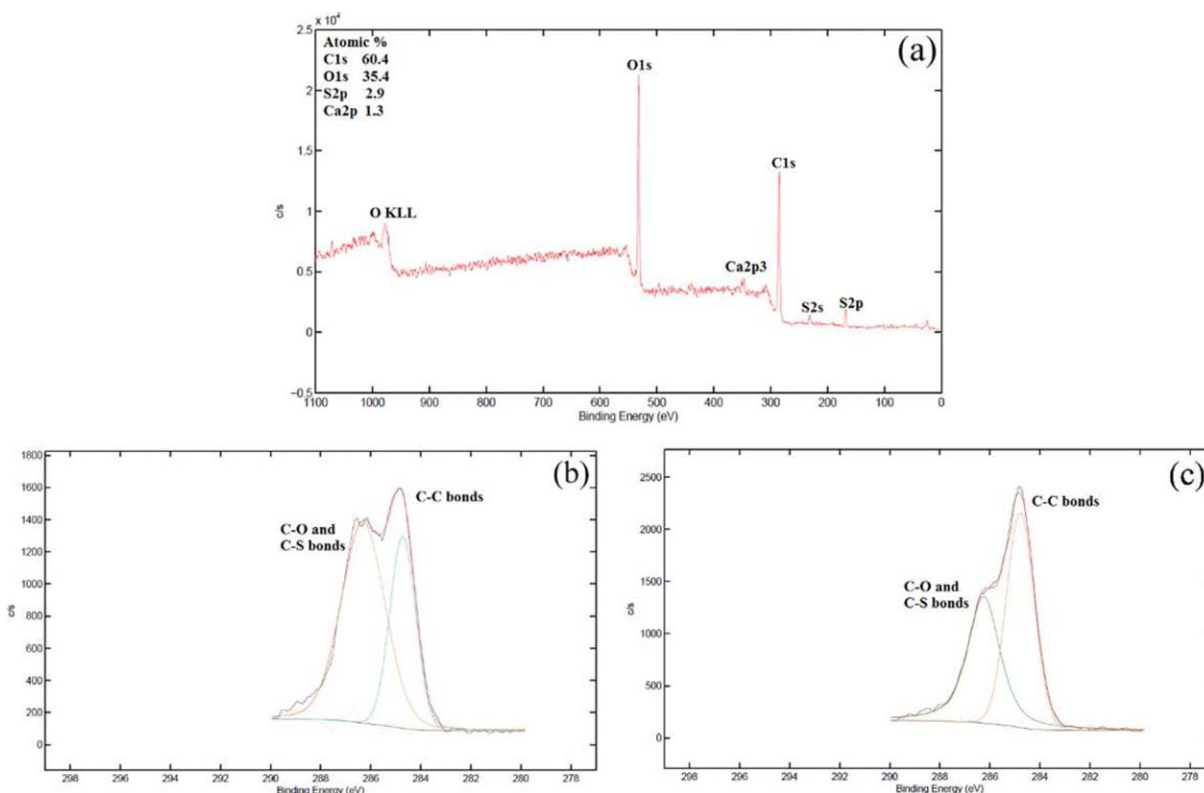 x 10⁴
(a)
2.5
Atomic %
C1s 60.4
O1s 35.4
S2p 2.9
Ca2p 1.3
O1s
2
1.5
C1s
c/s
1
O KLL
0.5
Ca2p3
S2s
S2p
0
-0.5
1100 1000 900 800 700 600 500 400 300 200 100 0
Binding Energy (eV)
(b)
1800
1600
C-C bonds
1400
C-O and
C-S bonds
1200
1000
c/s
800
600
400
200
0
298 296 294 292 290 288 286 284 282 280 278
Binding Energy (eV)
(c)
2500
C-C bonds
2000
C-O and
C-S bonds
1500
c/s
1000
500
0
298 296 294 292 290 288 286 284 282 280 278
Binding Energy (eV)